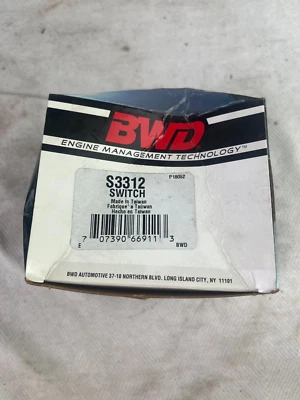 BWD
ENGINE MANAGEMENT TECHNOLOGY™
S3312
P18052
SWITCH
Made in Taiwan
Fabriqué à Taiwan
Hecho en Taiwan
7 07390 66911 3
E
BWD
BWD AUTOMOTIVE 37-18 NORTHERN BLVD. LONG ISLAND CITY, NY 11101